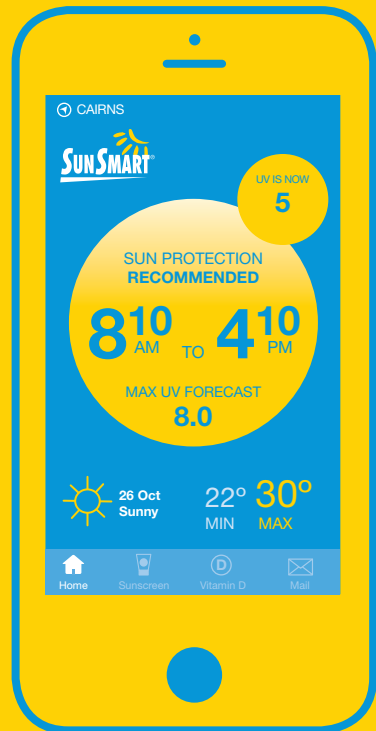 CAIRNS
SUNSMART®
UV IS NOW
5
SUN PROTECTION
RECOMMENDED
8 10 AM TO 4 10 PM
MAX UV FORECAST
8.0
26 Oct
Sunny
22° 30°
MIN MAX
D
Home Sunscreen Vitamin D Mail